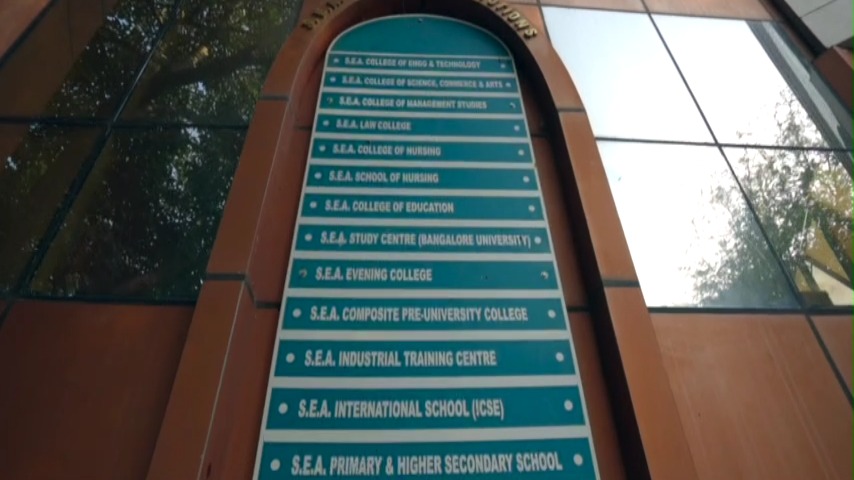 S.E.A. COLLEGE OF ENGG & TECHNOLOGY
S.E.A. COLLEGE OF SCIENCE, COMMERCE & ARTS
S.E.A. COLLEGE OF MANAGEMENT STUDIES
S.E.A. LAW COLLEGE
S.E.A. COLLEGE OF NURSING
S.E.A. SCHOOL OF NURSING
S.E.A. COLLEGE OF EDUCATION
S.E.A. STUDY CENTRE (BANGALORE UNIVERSITY)
S.E.A. EVENING COLLEGE
S.E.A. COMPOSITE PRE-UNIVERSITY COLLEGE
S.E.A. INDUSTRIAL TRAINING CENTRE
S.E.A. INTERNATIONAL SCHOOL (ICSE)
S.E.A. PRIMARY & HIGHER SECONDARY SCHOOL